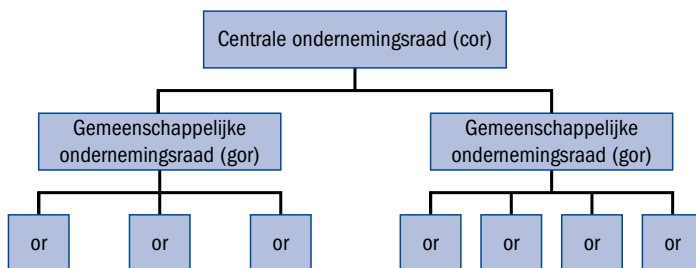 Centrale ondernemingsraad (cor)
Gemeenschappelijke
ondernemingsraad (gor)
Gemeenschappelijke
ondernemingsraad (gor)
or
or
or
or
or
or
or